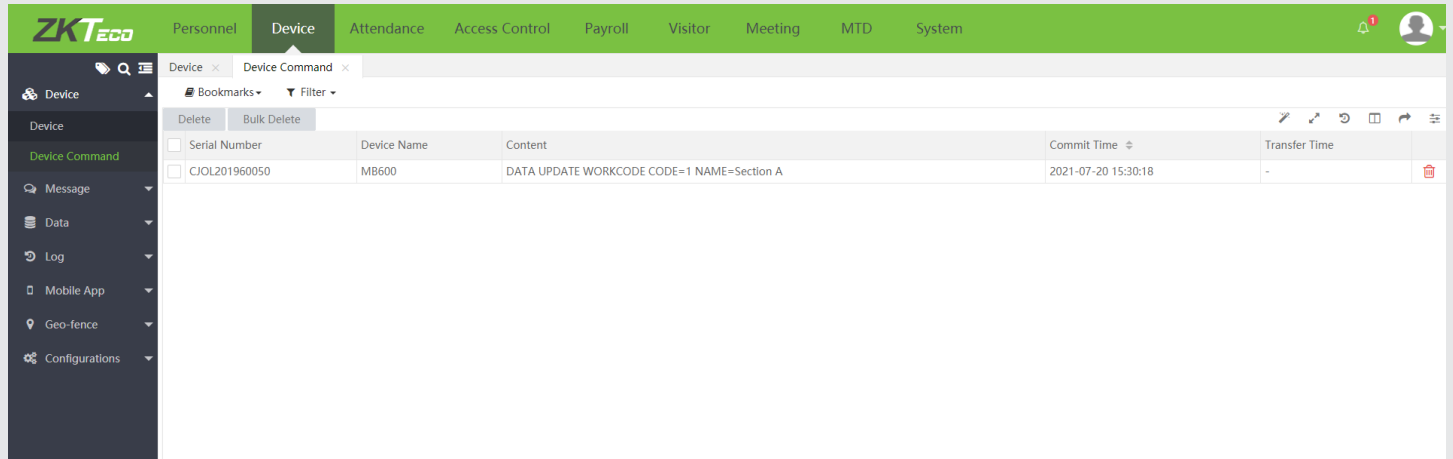 ZKTECO Personnel Device Attendance Access Control Payroll Visitor Meeting MTD System 1
Device Device Command
Device
Bookmarks Filter
Device
Delete Bulk Delete
Device Command
Serial Number Device Name Content Commit Time Transfer Time
CJOL201960050 MB600 DATA UPDATE WORKCODE CODE=1 NAME=Section A 2021-07-20 15:30:18 -
Message
Data
Log
Mobile App
Geo-fence
Configurations